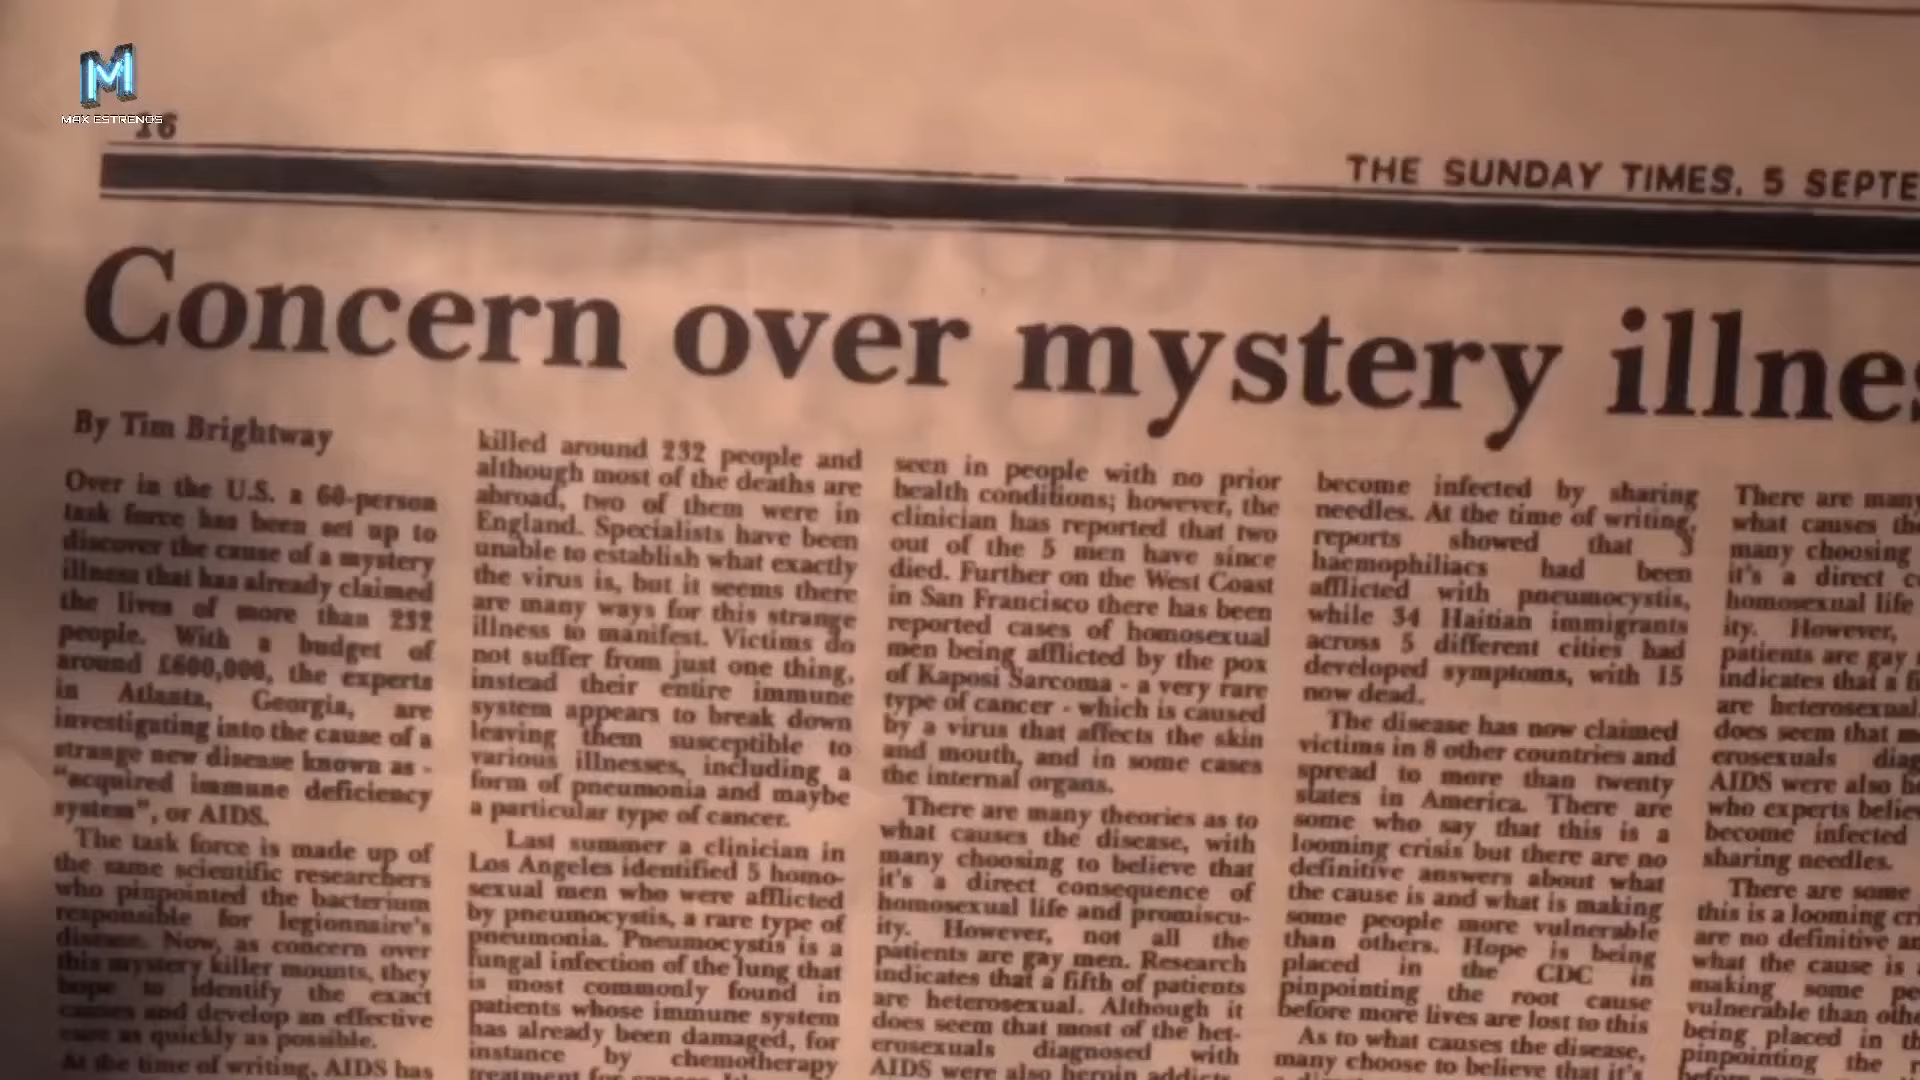 M
MAX ESTRENOS
16
THE SUNDAY TIMES, 5 SEPTE
Concern over mystery illnes
By Tim Brightway
Over in the U.S. a 60-person
task force has been set up to
discover the cause of a mystery
illness that has already claimed
the lives of more than 232
people. With a budget of
around £600,000, the experts
in Atlanta, Georgia, are
investigating into the cause of a
strange new disease known as -
"acquired immune deficiency
system", or AIDS.
The task force is made up of
the same scientific researchers
who pinpointed the bacterium
responsible for legionnaire's
disease. Now, as concern over
this mystery killer mounts, they
hope to identify the exact
causes and develop an effective
cure as quickly as possible.
At the time of writing, AIDS has
killed around 232 people and
although most of the deaths are
abroad, two of them were in
England. Specialists have been
unable to establish what exactly
the virus is, but it seems there
are many ways for this strange
illness to manifest. Victims do
not suffer from just one thing,
instead their entire immune
system appears to break down
leaving them susceptible to
various illnesses, including a
form of pneumonia and maybe
a particular type of cancer.
Last summer a clinician in
Los Angeles identified 5 homo-
sexual men who were afflicted
by pneumocystis, a rare type of
pneumonia. Pneumocystis is a
fungal infection of the lung that
is most commonly found in
patients whose immune system
has already been damaged, for
instance by chemotherapy
treatment for
seen in people with no prior
health conditions; however, the
clinician has reported that two
out of the 5 men have since
died. Further on the West Coast
in San Francisco there has been
reported cases of homosexual
men being afflicted by the pox
of Kaposi Sarcoma - a very rare
type of cancer - which is caused
by a virus that affects the skin
and mouth, and in some cases
the internal organs.
There are many theories as to
what causes the disease, with
many choosing to believe that
it's a direct consequence of
homosexual life and promiscu-
ity. However, not all the
patients are gay men. Research
indicates that a fifth of patients
are heterosexual. Although it
does seem that most of the het-
erosexuals diagnosed with
AIDS were also heroin addicts
become infected by sharing
needles. At the time of writing,
reports showed that 3
haemophiliacs had been
afflicted with pneumocystis,
while 34 Haitian immigrants
across 5 different cities had
developed symptoms, with 15
now dead.
The disease has now claimed
victims in 8 other countries and
spread to more than twenty
states in America. There are
some who say that this is a
looming crisis but there are no
definitive answers about what
the cause is and what is making
some people more vulnerable
than others. Hope is being
placed in the CDC in
pinpointing the root cause
before more lives are lost to this
As to what causes the disease,
many choose to believe that it's
There are many
what causes the
many choosing
it's a direct c
homosexual life
ity. However,
patients are gay
indicates that a fi
are heterosexual
does seem that m
erosexuals diag
AIDS were also he
who experts believ
become infected
sharing needles.
There are some
this is a looming cri
are no definitive an
what the cause is
making some pe
vulnerable than othe
being placed in th
pinpointing the r